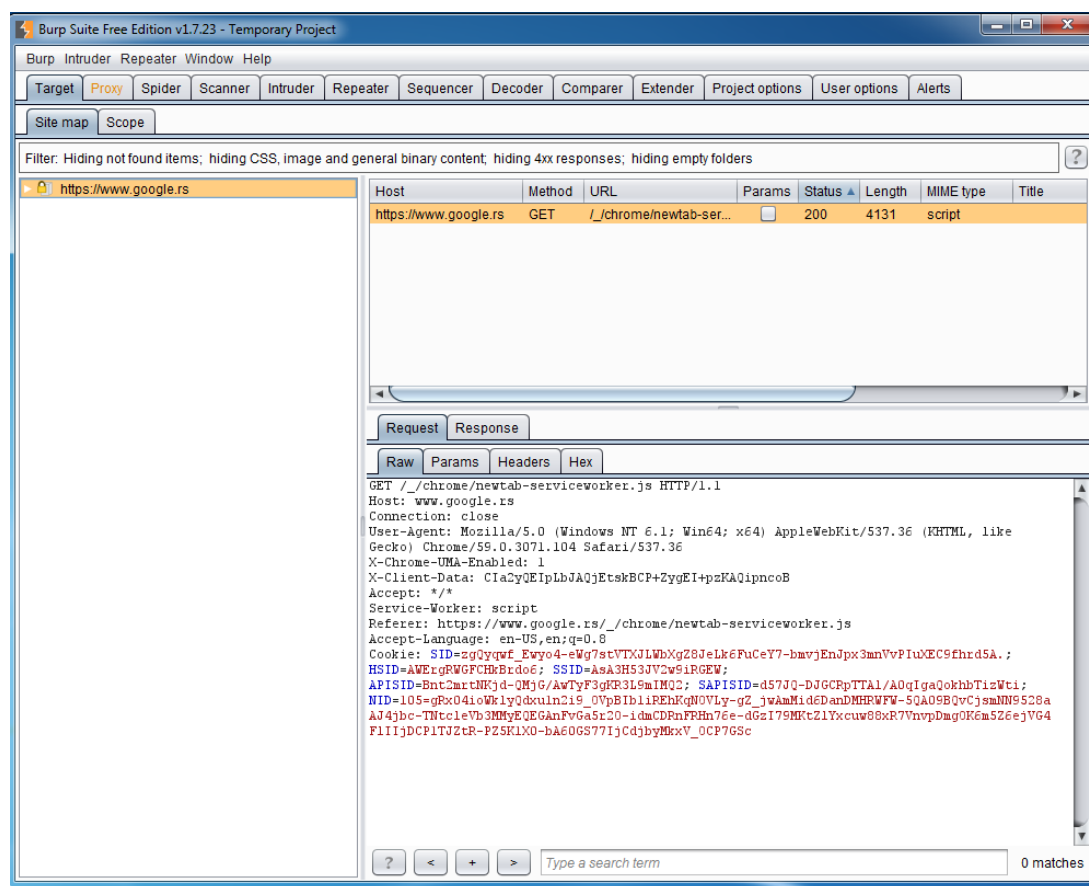 Burp Suite Free Edition v1.7.23 - Temporary Project
Burp Intruder Repeater Window Help
Target Proxy Spider Scanner Intruder Repeater Sequencer Decoder Comparer Extender Project options User options Alerts
Site map Scope
Filter: Hiding not found items; hiding CSS, image and general binary content; hiding 4xx responses; hiding empty folders
?
https://www.google.rs
Host Method URL Params Status Length MIME type Title
https://www.google.rs GET /_/chrome/newtab-ser... 200 4131 script
Request Response
Raw Params Headers Hex
GET /_/chrome/newtab-serviceworker.js HTTP/1.1
Host: www.google.rs
Connection: close
User-Agent: Mozilla/5.0 (Windows NT 6.1; Win64; x64) AppleWebKit/537.36 (KHTML, like
Gecko) Chrome/59.0.3071.104 Safari/537.36
X-Chrome-UMA-Enabled: 1
X-Client-Data: CIa2yQEIpLbJAQjEtskBCP+ZygEI+pzKAQipncoB
Accept: */*
Service-Worker: script
Referer: https://www.google.rs/_/chrome/newtab-serviceworker.js
Accept-Language: en-US,en;q=0.8
Cookie: SID=zgQyqwf_Ewyo4-eWg7stVTXJLWbXgZ8JeLk6FuCeY7-bmvjEnJpx3mnVvPIuXEC9fhrd5A.;
HSID=AWErgRWGFCHkBrdo6; SSID=AsA3H53JV2w9iRGEW;
APISID=Bnt2mrtNKjd-QMjG/AwTyF3gKR3L9mIMQ2; SAPISID=d57JQ-DJGCRpTTAl/A0qIgaQokhbTizWti;
NID=105=gRx04ioWklyQdxuln2i9_0VpBIbliREhKqN0VLy-gZ_jwAmMid6DanDMHRWFW-5QA09BQvCjsmNN9528a
AJ4jbc-TNtcleVb3MMyEQEGAnFvGa5r20-idmCDRnFRHn76e-dGzI79MKtZlYxcuw88xR7VnvpDmgOK6m5Z6ejVG4
FlIIjDCPlTJZtR-PZ5KlX0-bA60GS77IjCdjbyMkxV_0CP7GSc
? < + > Type a search term 0 matches